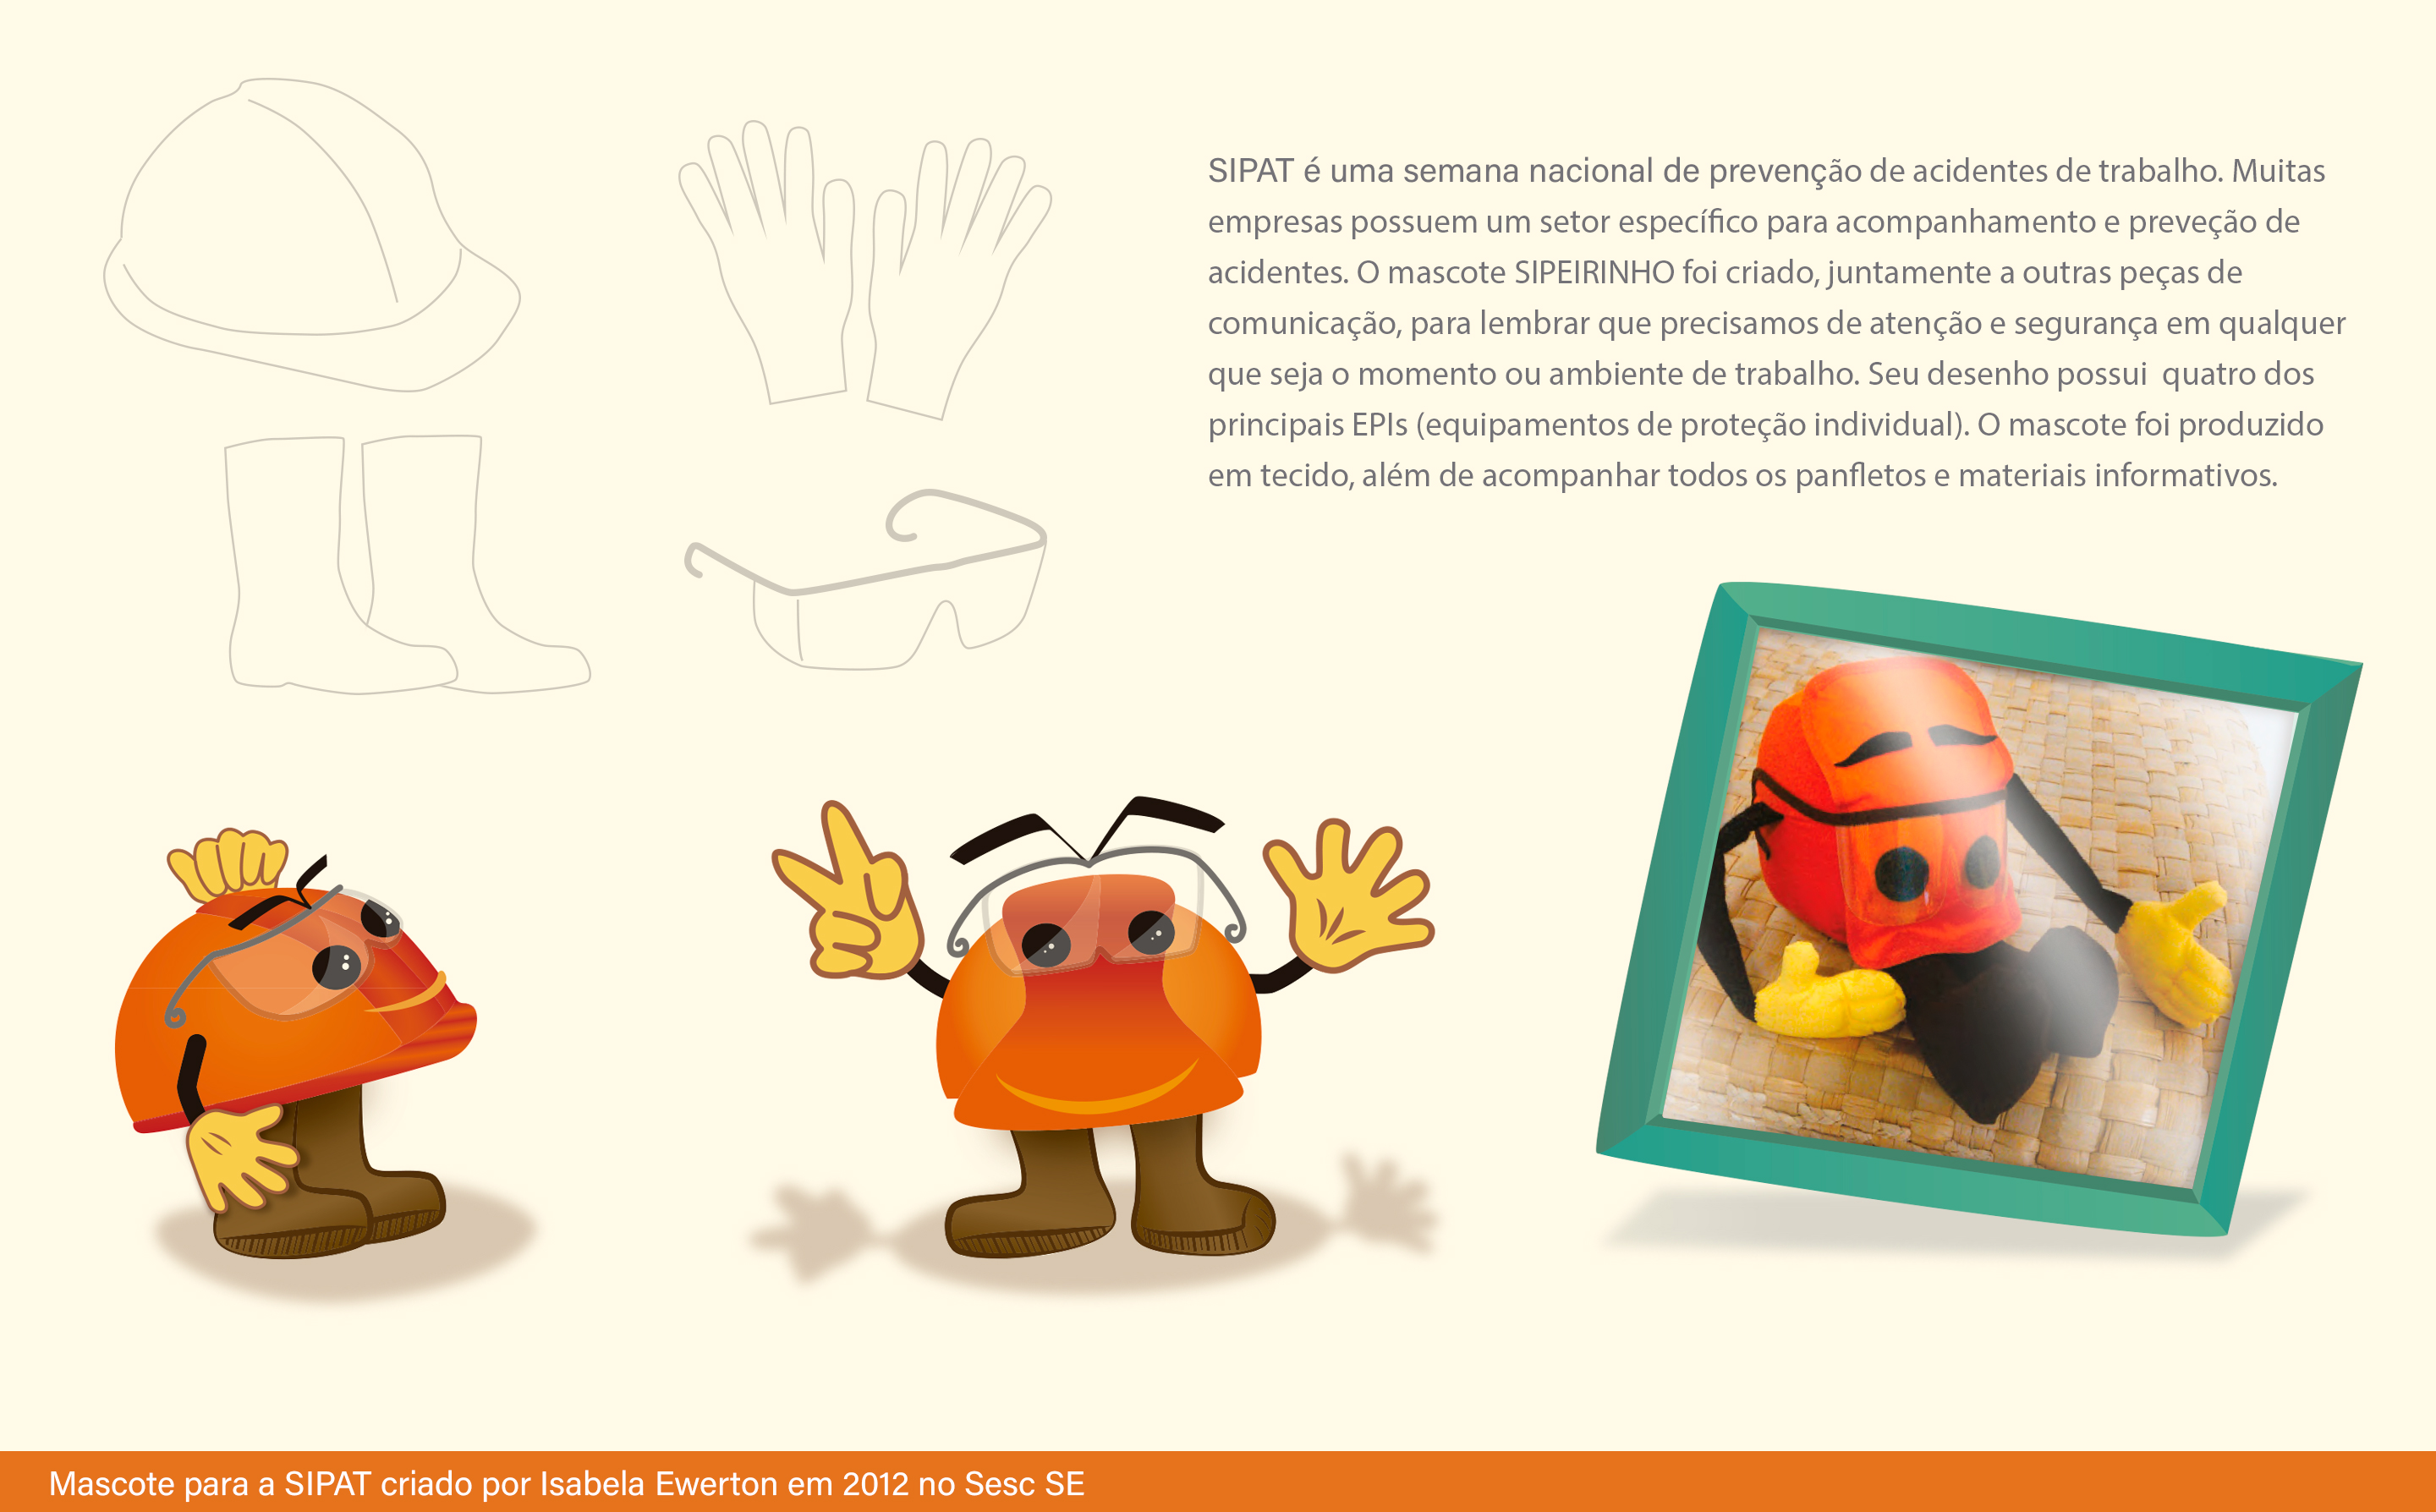 SIPAT é uma semana nacional de prevenção de acidentes de trabalho. Muitas
empresas possuem um setor específico para acompanhamento e preveção de
acidentes. O mascote SIPEIRINHO foi criado, juntamente a outras peças de
comunicação, para lembrar que precisamos de atenção e segurança em qualquer
que seja o momento ou ambiente de trabalho. Seu desenho possui  quatro dos
principais EPIs (equipamentos de proteção individual). O mascote foi produzido
em tecido, além de acompanhar todos os panfletos e materiais informativos.
Mascote para a SIPAT criado por Isabela Ewerton em 2012 no Sesc SE